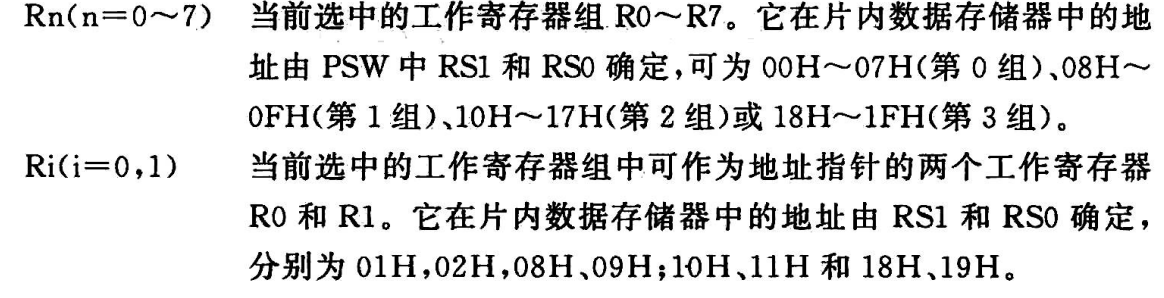 Rn(n＝0～7) 当前选中的工作寄存器组 R0～R7。它在片内数据存储器中的地
址由 PSW 中 RS1 和 RS0 确定,可为 00H～07H(第 0 组)、08H～
0FH(第 1 组)、10H～17H(第 2 组)或 18H～1FH(第 3 组)。
Ri(i＝0,1) 当前选中的工作寄存器组中可作为地址指针的两个工作寄存器
R0 和 R1。它在片内数据存储器中的地址由 RS1 和 RS0 确定,
分别为 01H,02H,08H、09H;10H、11H 和 18H、19H。